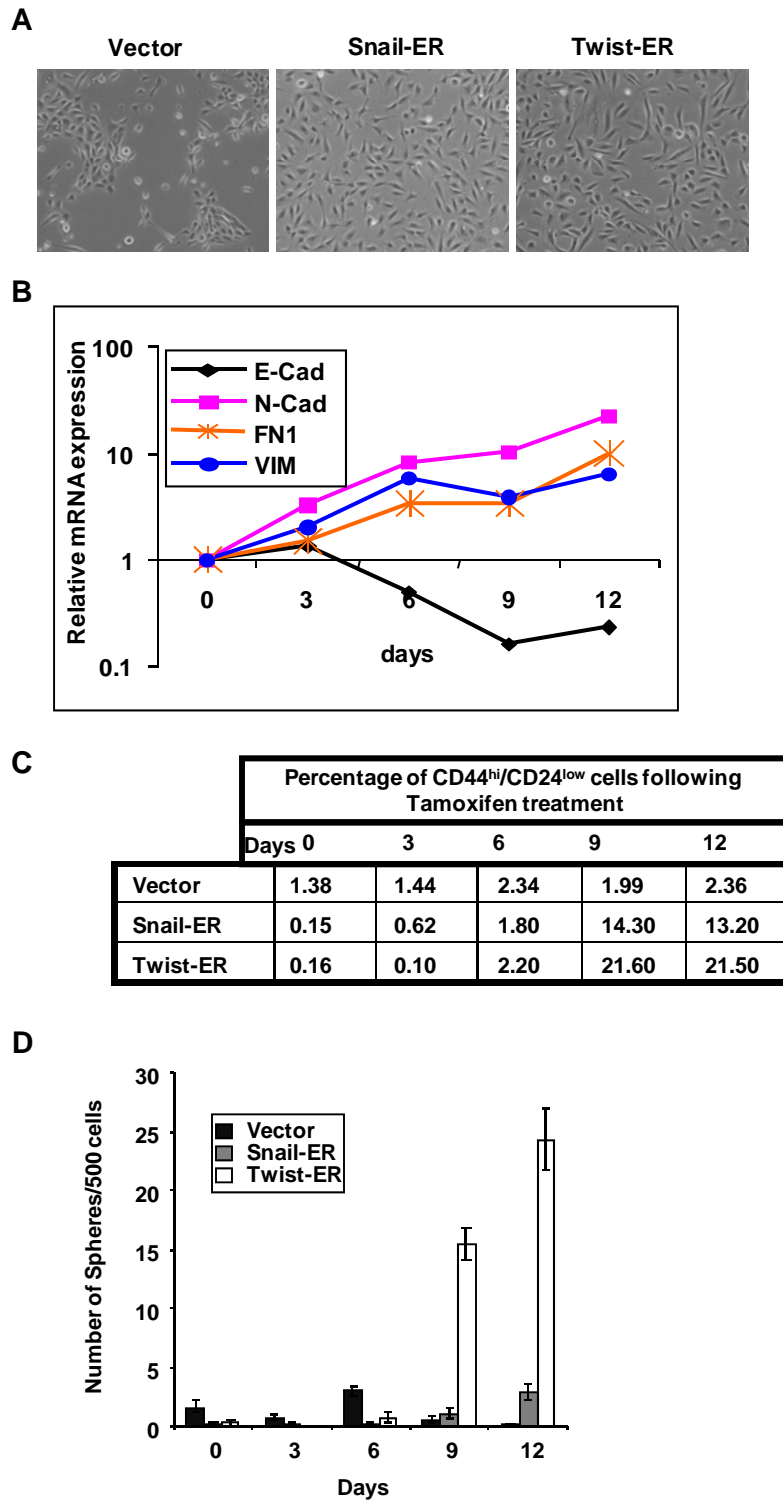 A
Vector Snail-ER Twist-ER
B
Relative mRNA expression
100
10
1
0.1
E-Cad
N-Cad
FN1
VIM
0 3 6 9 12
days
C
Percentage of CD44hi/CD24low cells following
Tamoxifen treatment
Days 0 3 6 9 12
Vector 1.38 1.44 2.34 1.99 2.36
Snail-ER 0.15 0.62 1.80 14.30 13.20
Twist-ER 0.16 0.10 2.20 21.60 21.50
D
Number of Spheres/500 cells
30
25
20
15
10
5
0
Vector
Snail-ER
Twist-ER
0 3 6 9 12
Days